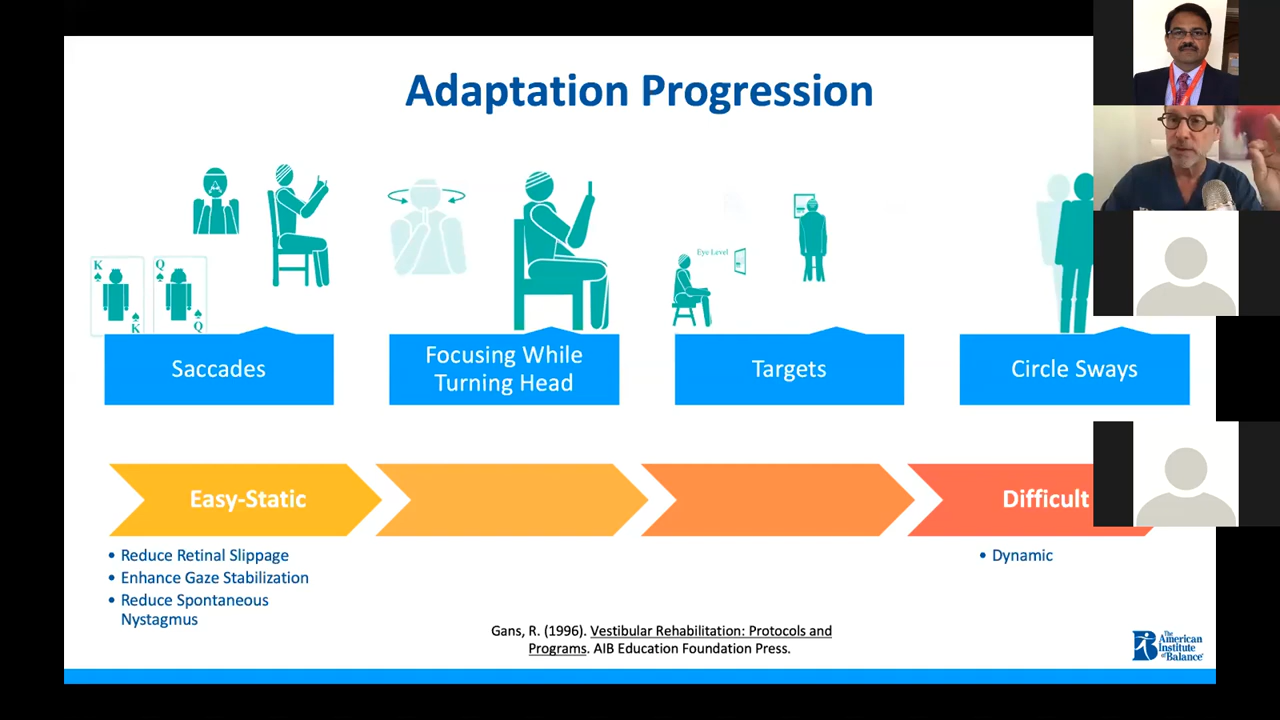 Adaptation Progression
A
K
K
Q
Q
Eye Level
Saccades
Focusing While
Turning Head
Targets
Circle Sways
Easy-Static
Difficult
• Reduce Retinal Slippage
• Enhance Gaze Stabilization
• Reduce Spontaneous
Nystagmus
• Dynamic
Gans, R. (1996). Vestibular Rehabilitation: Protocols and
Programs. AIB Education Foundation Press.
The
American
Institute
of Balance